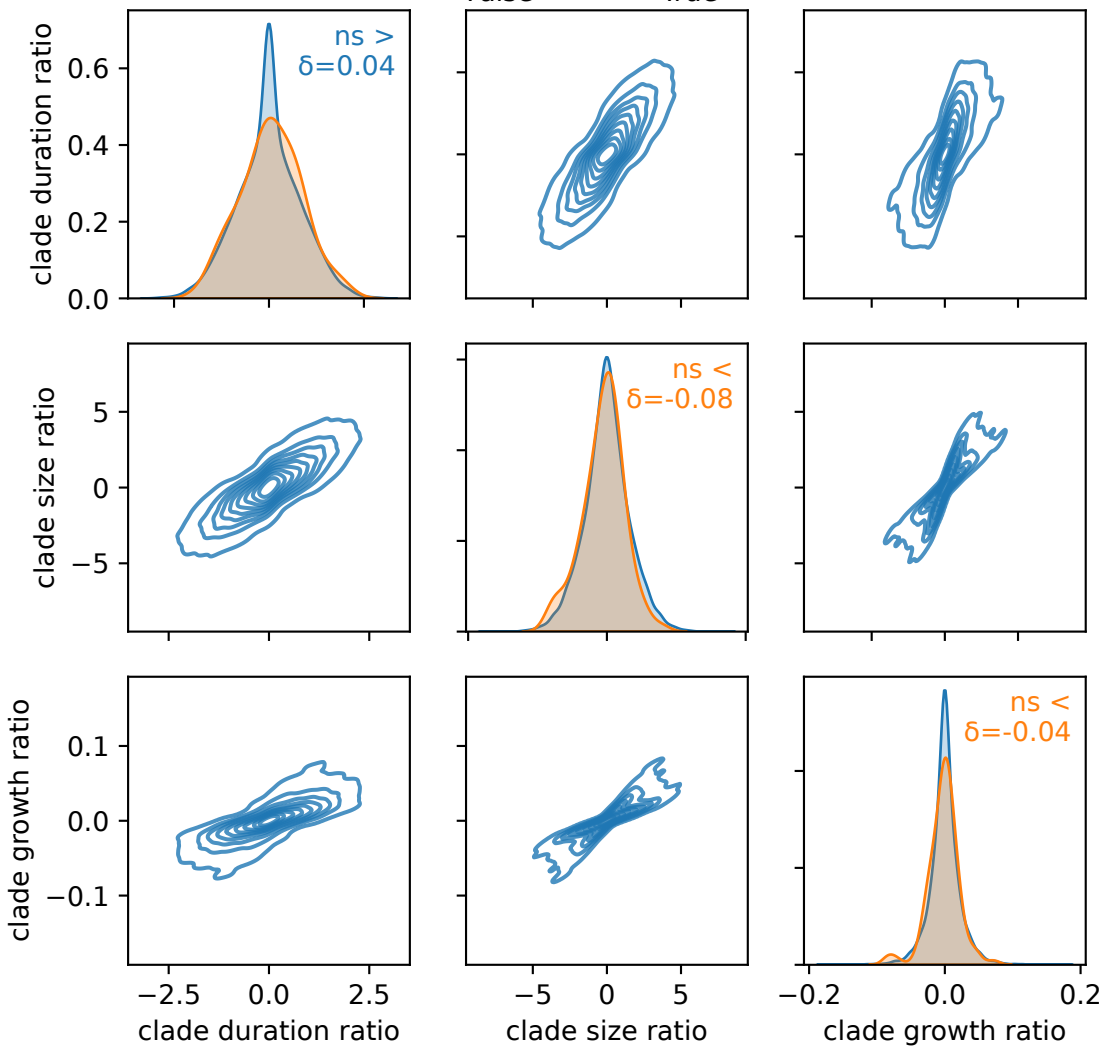 clade duration ratio
0.6
0.4
0.2
0.0
ns >
δ=0.04
clade size ratio
5
0
−5
ns <
δ=-0.08
clade growth ratio
0.1
0.0
−0.1
ns <
δ=-0.04
−2.5 0.0 2.5
−5 0 5
−0.2 0.0 0.2
clade duration ratio
clade size ratio
clade growth ratio